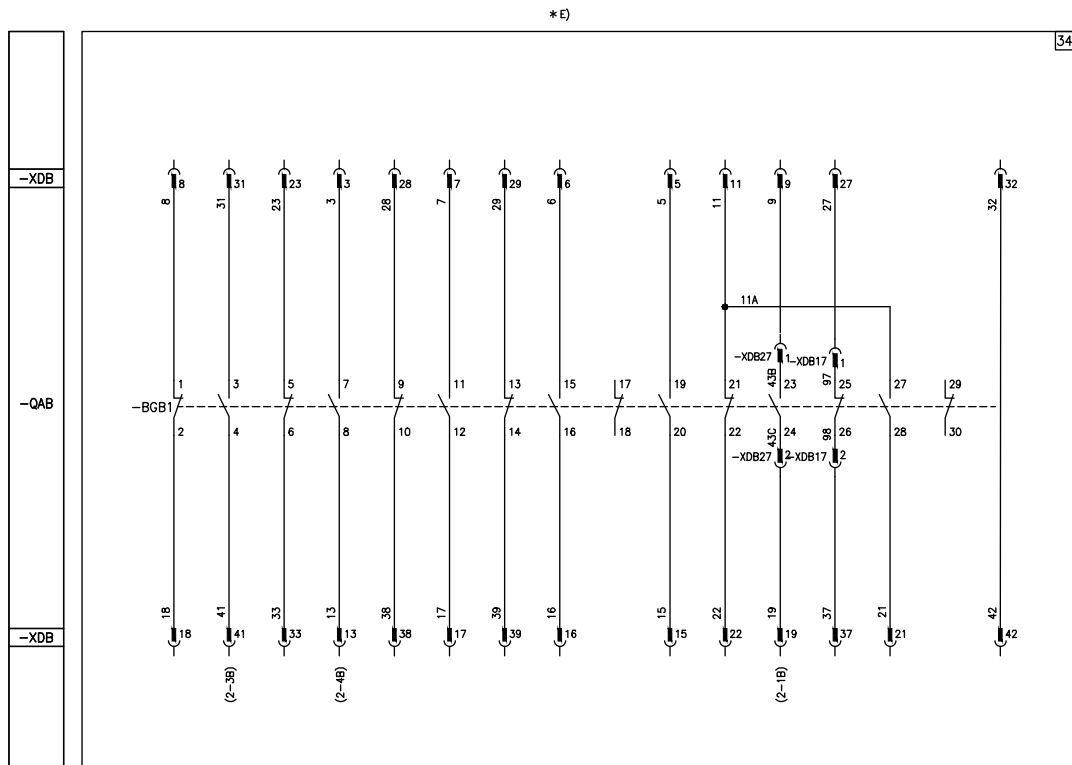 *E)
34
-XDB
8 31 23 3 28 7 29 6 5 11 9 27 32
8 31 23 3 28 7 29 6 5 11 9 27 32
11A
-XDB27 1 -XDB17 1
43B 97
1 3 5 7 9 11 13 15 17 19 21 23 25 27 29
-QAB -BGB1
2 4 6 8 10 12 14 16 18 20 22 24 26 28 30
43C 98
-XDB27 2 -XDB17 2
18 41 33 13 38 17 39 16 15 22 19 37 21 42
-XDB
18 41 33 13 38 17 39 16 15 22 19 37 21 42
(2-3B) (2-4B) (2-1B)